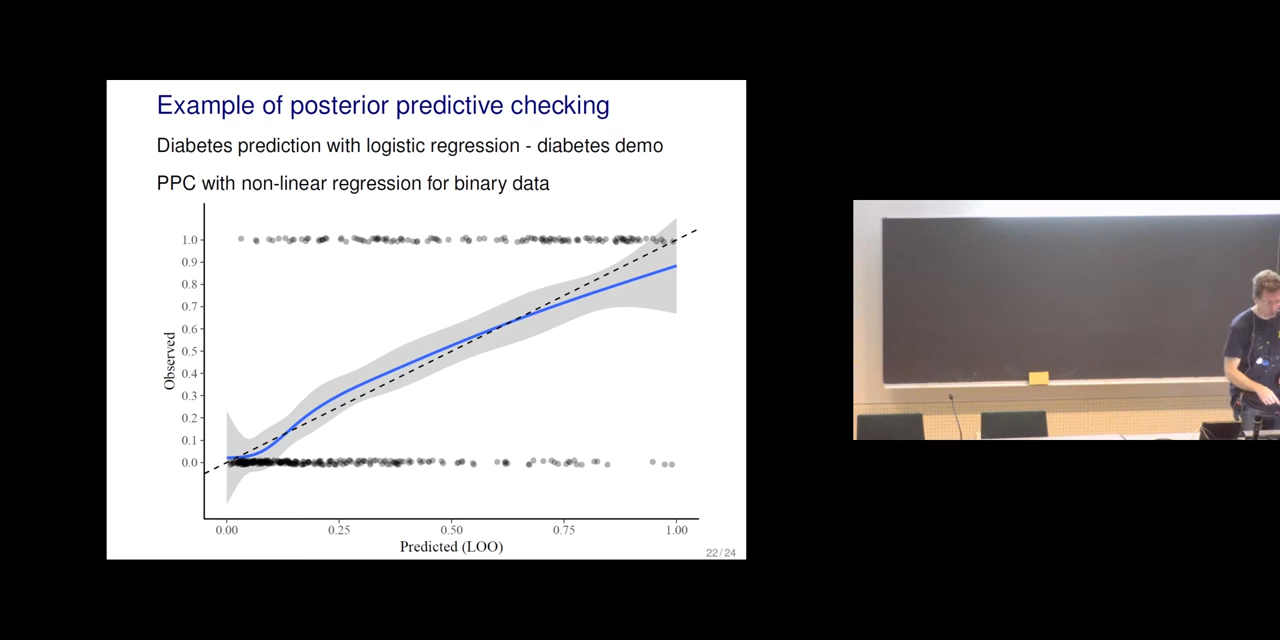 Example of posterior predictive checking
Diabetes prediction with logistic regression - diabetes demo
PPC with non-linear regression for binary data
1.0
0.9
0.8
0.7
0.6
0.5
0.4
0.3
0.2
0.1
0.0
Observed
0.00 0.25 0.50 0.75 1.00
Predicted (LOO)
22 / 24